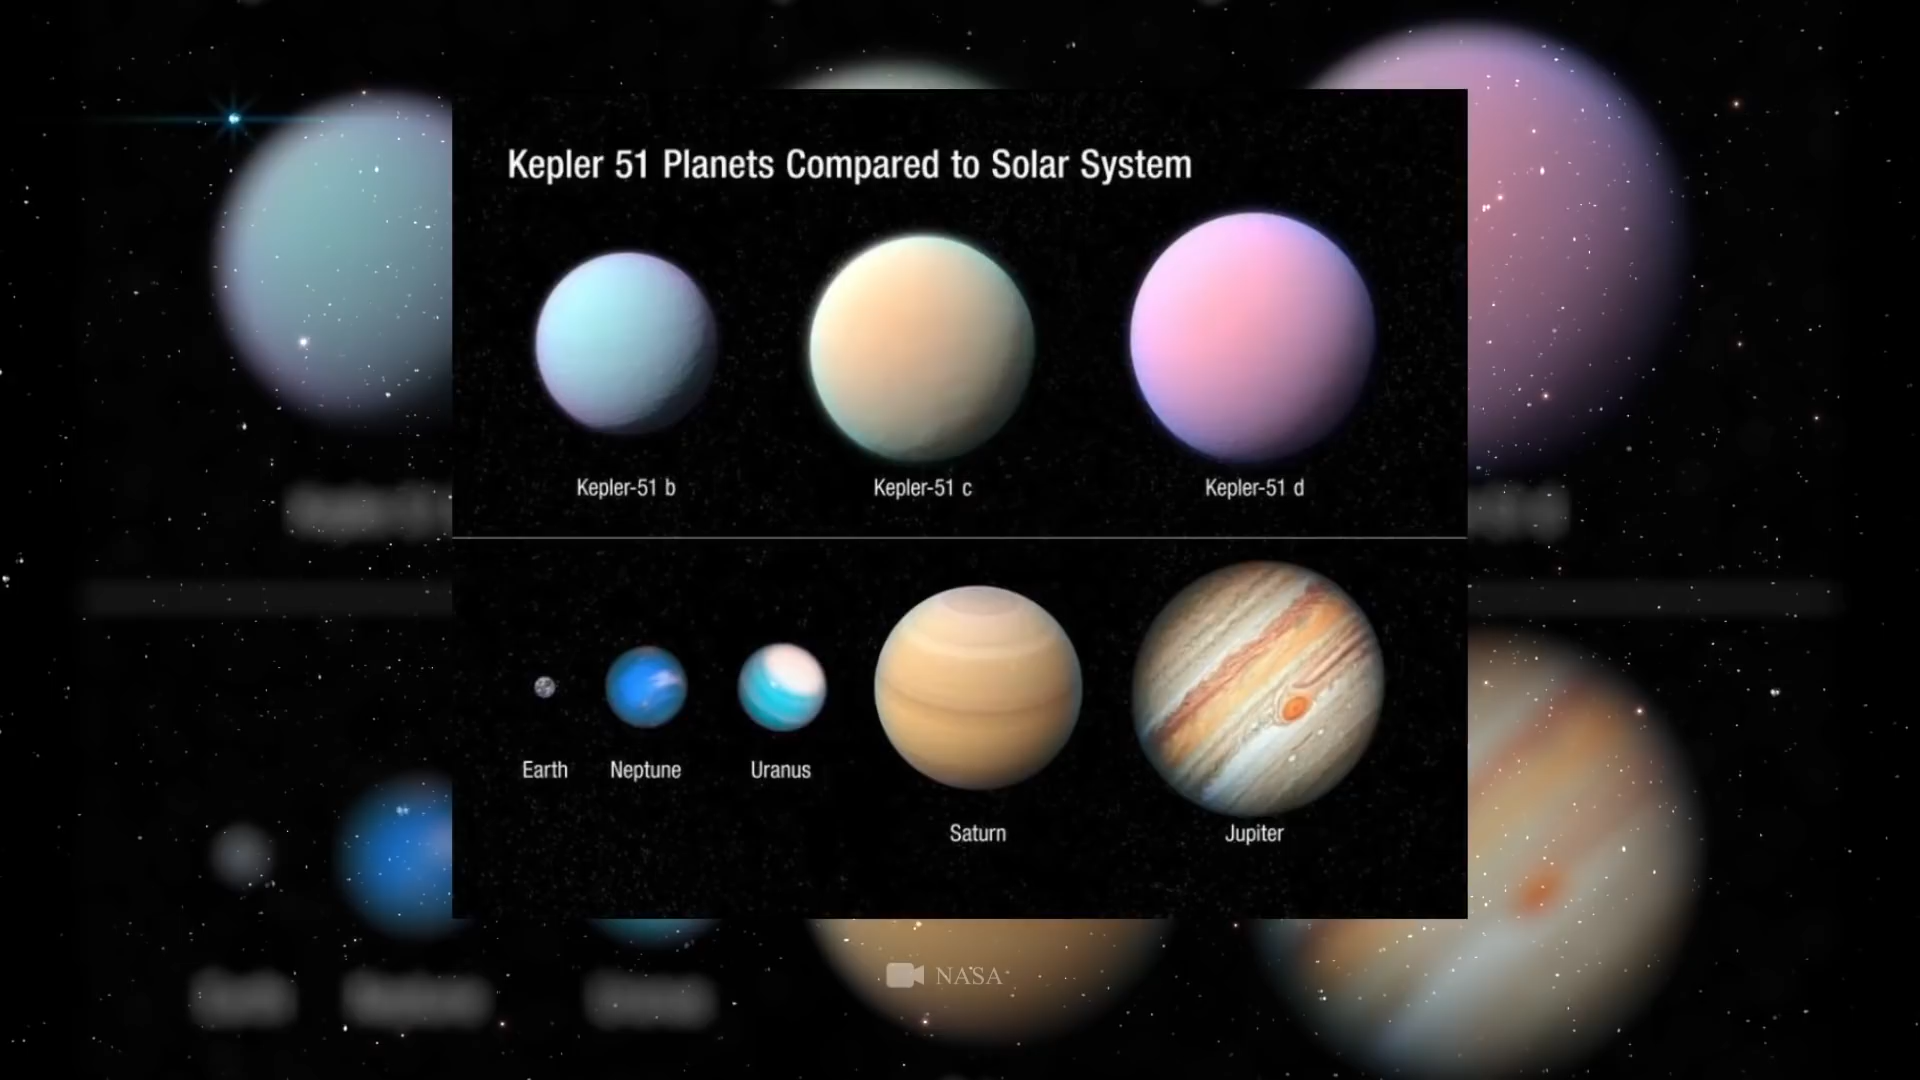 Kepler 51 Planets Compared to Solar System
Kepler-51 b
Kepler-51 c
Kepler-51 d
Earth
Neptune
Uranus
Saturn
Jupiter
NASA